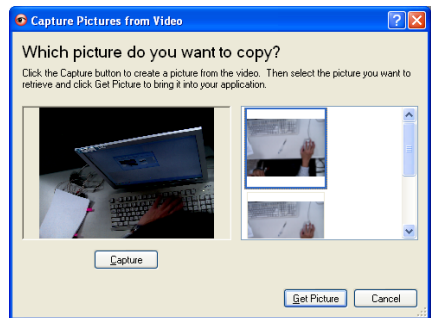 Capture Pictures from Video
Which picture do you want to copy?
Click the Capture button to create a picture from the video. Then select the picture you want to
retrieve and click Get Picture to bring it into your application.
Capture
Get Picture
Cancel